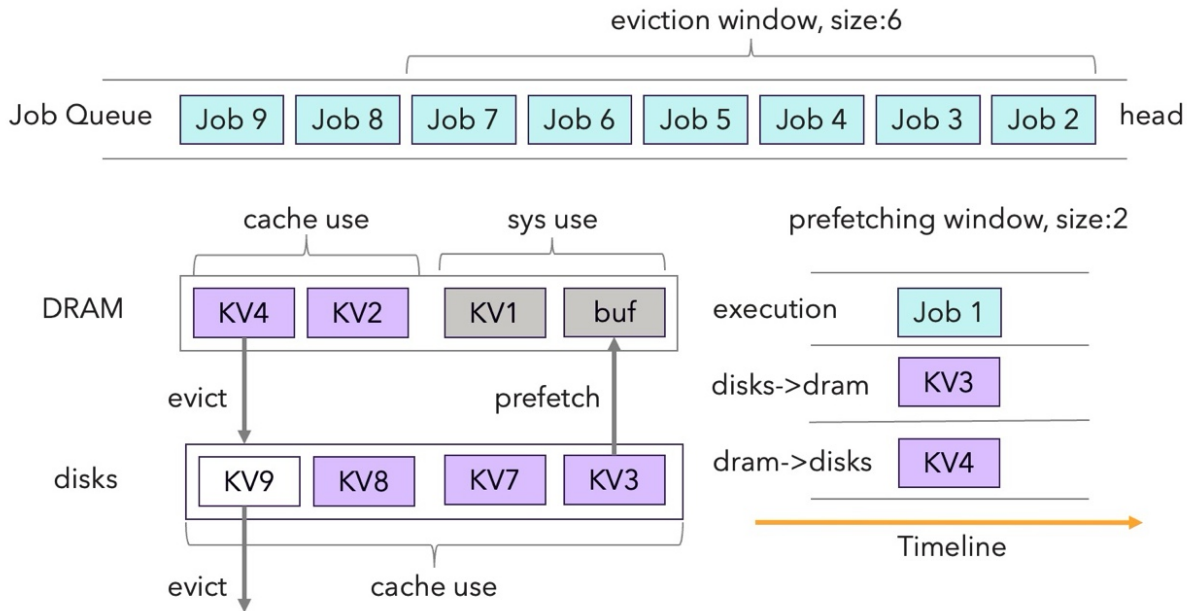 eviction window, size:6
Job Queue Job 9 Job 8 Job 7 Job 6 Job 5 Job 4 Job 3 Job 2 head
cache use
sys use
prefetching window, size:2
DRAM KV4 KV2 KV1 buf
execution Job 1
evict
prefetch
disks->dram KV3
disks KV9 KV8 KV7 KV3
dram->disks KV4
Timeline
evict
cache use